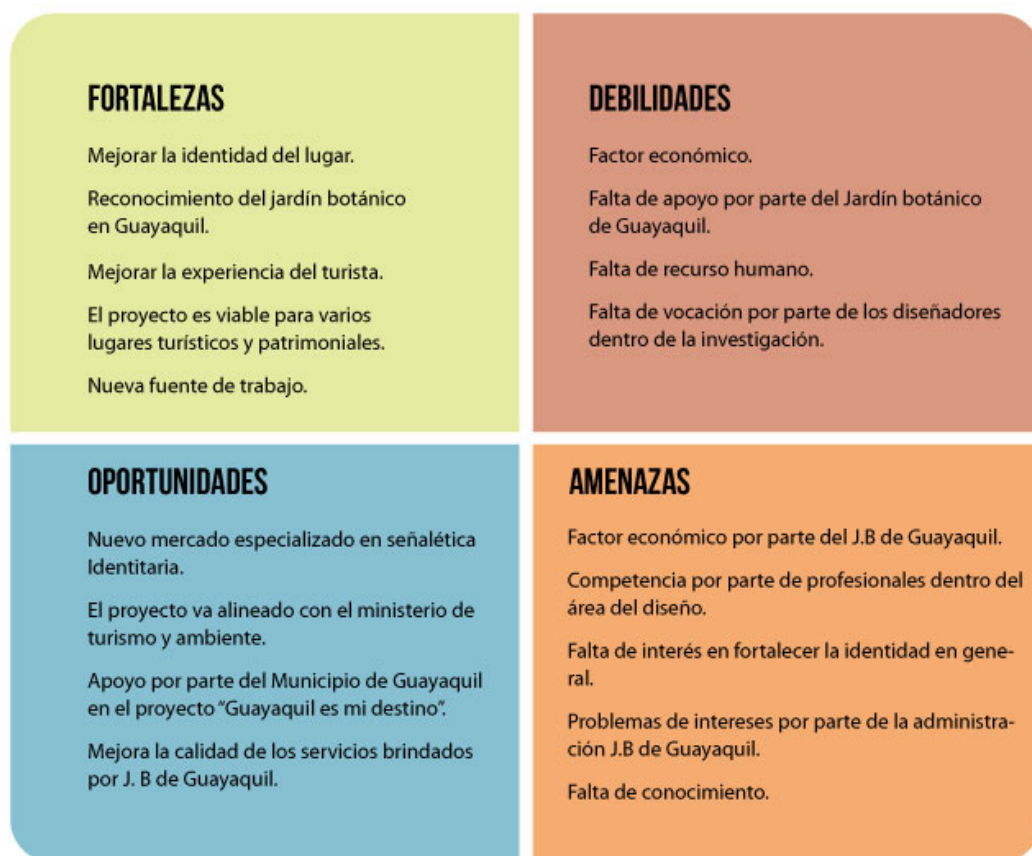 FORTALEZAS
Mejorar la identidad del lugar.
Reconocimiento del jardín botánico
en Guayaquil.
Mejorar la experiencia del turista.
El proyecto es viable para varios
lugares turísticos y patrimoniales.
Nueva fuente de trabajo.
DEBILIDADES
Factor económico.
Falta de apoyo por parte del Jardín botánico
de Guayaquil.
Falta de recurso humano.
Falta de vocación por parte de los diseñadores
dentro de la investigación.
OPORTUNIDADES
Nuevo mercado especializado en señalética
Identitaria.
El proyecto va alineado con el ministerio de
turismo y ambiente.
Apoyo por parte del Municipio de Guayaquil
en el proyecto “Guayaquil es mi destino”.
Mejora la calidad de los servicios brindados
por J. B de Guayaquil.
AMENAZAS
Factor económico por parte del J.B de Guayaquil.
Competencia por parte de profesionales dentro del
área del diseño.
Falta de interés en fortalecer la identidad en gene-
ral.
Problemas de intereses por parte de la administra-
ción J.B de Guayaquil.
Falta de conocimiento.